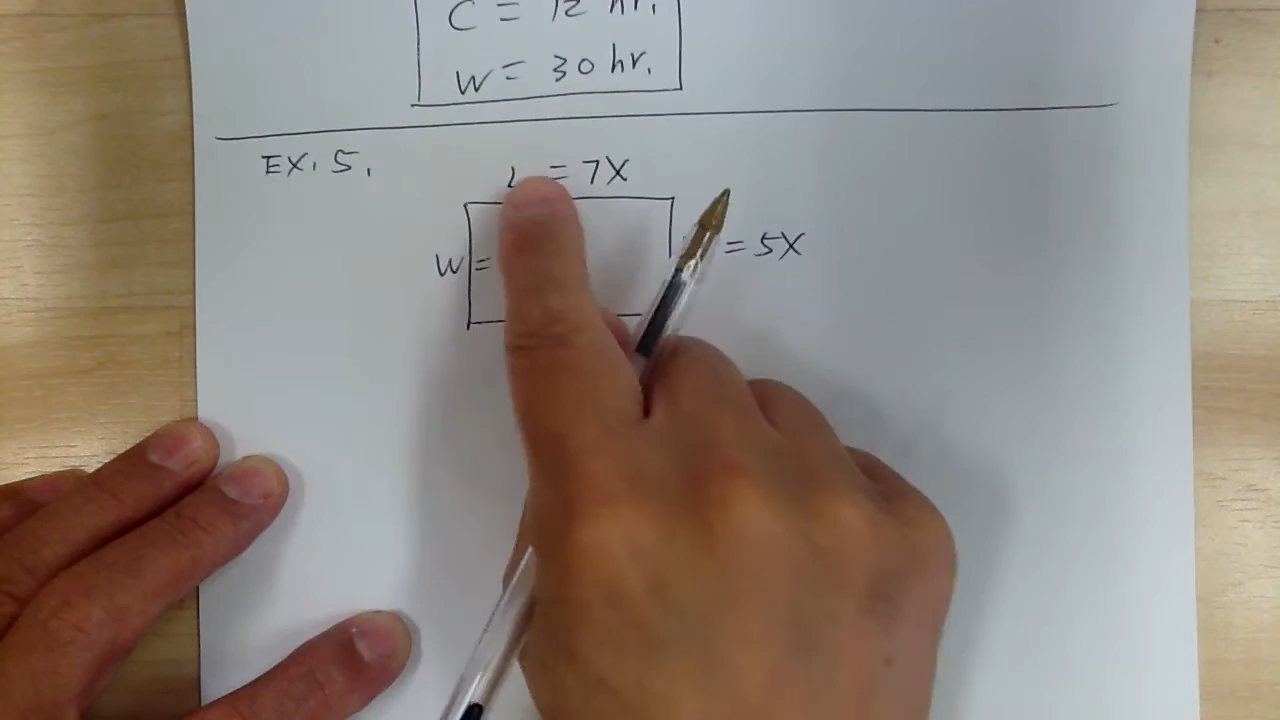 C = 12 hr.
W = 30 hr.
EX. 5.
L = 7X
W =
= 5X